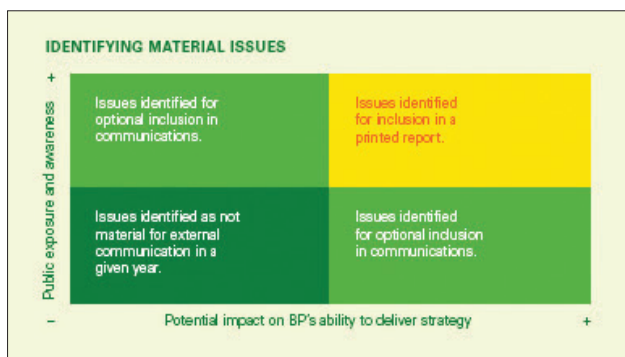 IDENTIFYING MATERIAL ISSUES
+
Public exposure and awareness
Issues identified for
optional inclusion in
communications.
Issues identified
for inclusion in a
printed report.
Issues identified as not
material for external
communication in a
given year.
Issues identified
for optional inclusion
in communications.
–
Potential impact on BP's ability to deliver strategy
+